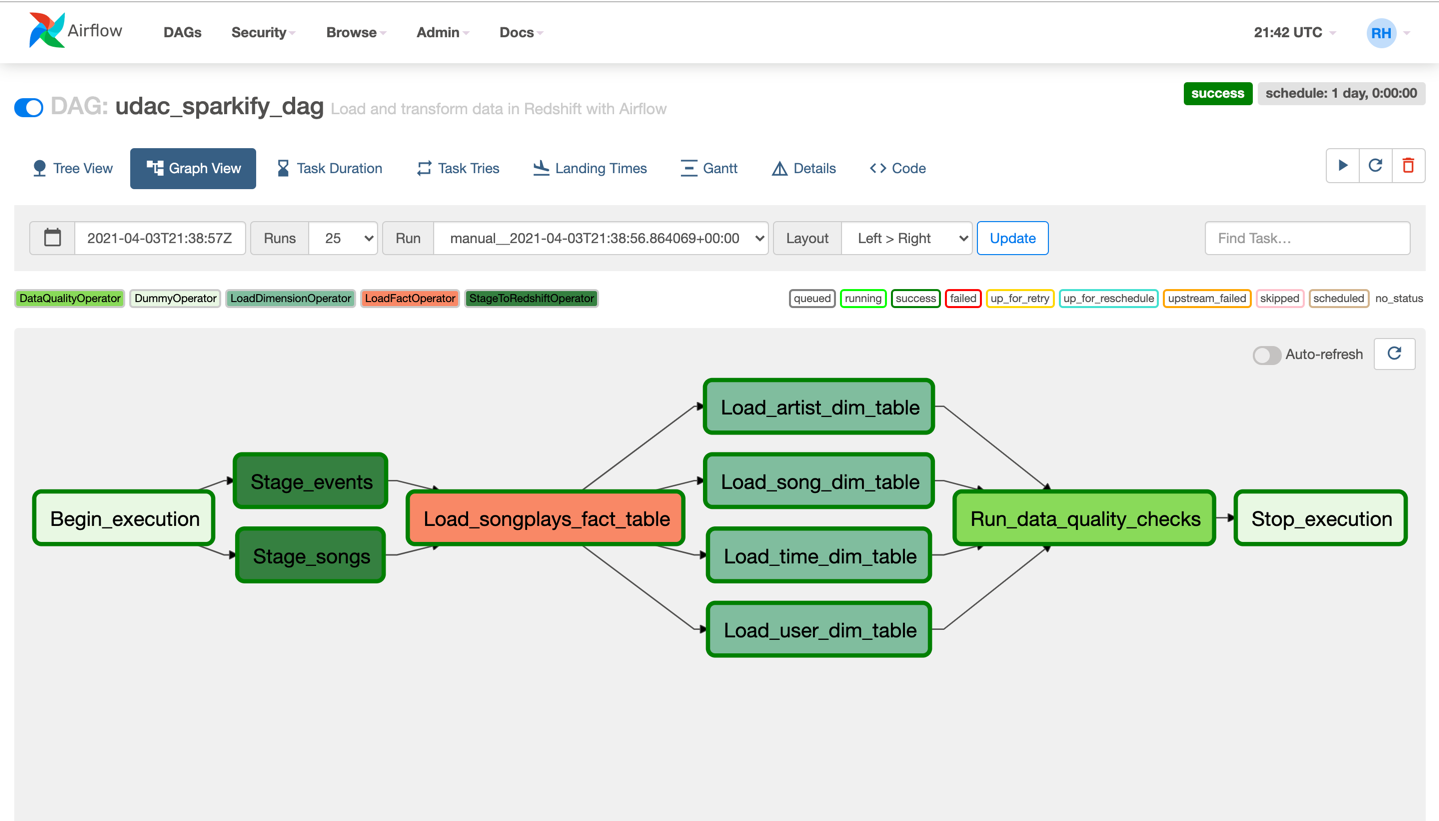 Airflow DAGs Security Browse Admin Docs 21:42 UTC RH
DAG: udac_sparkify_dag Load and transform data in Redshift with Airflow success schedule: 1 day, 0:00:00
Tree View Graph View Task Duration Task Tries Landing Times Gantt Details Code
2021-04-03T21:38:57Z Runs 25 Run manual__2021-04-03T21:38:56.864069+00:00 Layout Left > Right Update Find Task…
DataQualityOperator DummyOperator LoadDimensionOperator LoadFactOperator StageToRedshiftOperator queued running success failed up_for_retry up_for_reschedule upstream_failed skipped scheduled no_status
Auto-refresh
Begin_execution
Stage_events
Stage_songs
Load_songplays_fact_table
Load_artist_dim_table
Load_song_dim_table
Load_time_dim_table
Load_user_dim_table
Run_data_quality_checks
Stop_execution